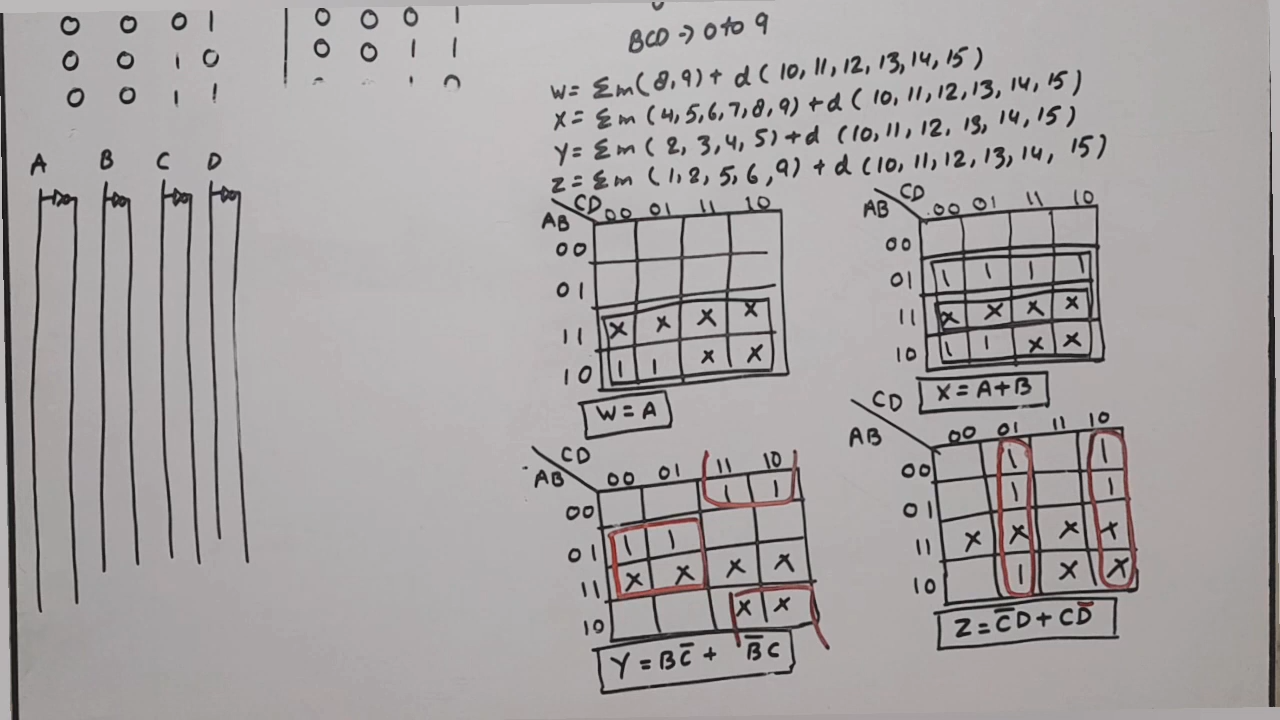 0 0 0 1 | 0 0 0 1
0 0 1 0 | 0 0 1 1
0 0 1 1
A B C D
BCD → 0 to 9
W = Σm(8,9) + d(10,11,12,13,14,15)
X = Σm(4,5,6,7,8,9) + d(10,11,12,13,14,15)
Y = Σm(2,3,4,5) + d(10,11,12,13,14,15)
Z = Σm(1,2,5,6,9) + d(10,11,12,13,14,15)
CD
AB 00 01 11 10
00
01
11 x x x x
10 1 1 x x
W = A
CD
AB 00 01 11 10
00
01 1 1 1 1
11 x x x x
10 1 1 x x
X = A+B
CD
AB 00 01 11 10
00 1 1
01 1 1
11 x x x x
10 x x
Y = BC̅ + B̅C
CD
AB 00 01 11 10
00 1 1
01 1 1
11 x x x x
10 1 x x
Z = C̅D + CD̅